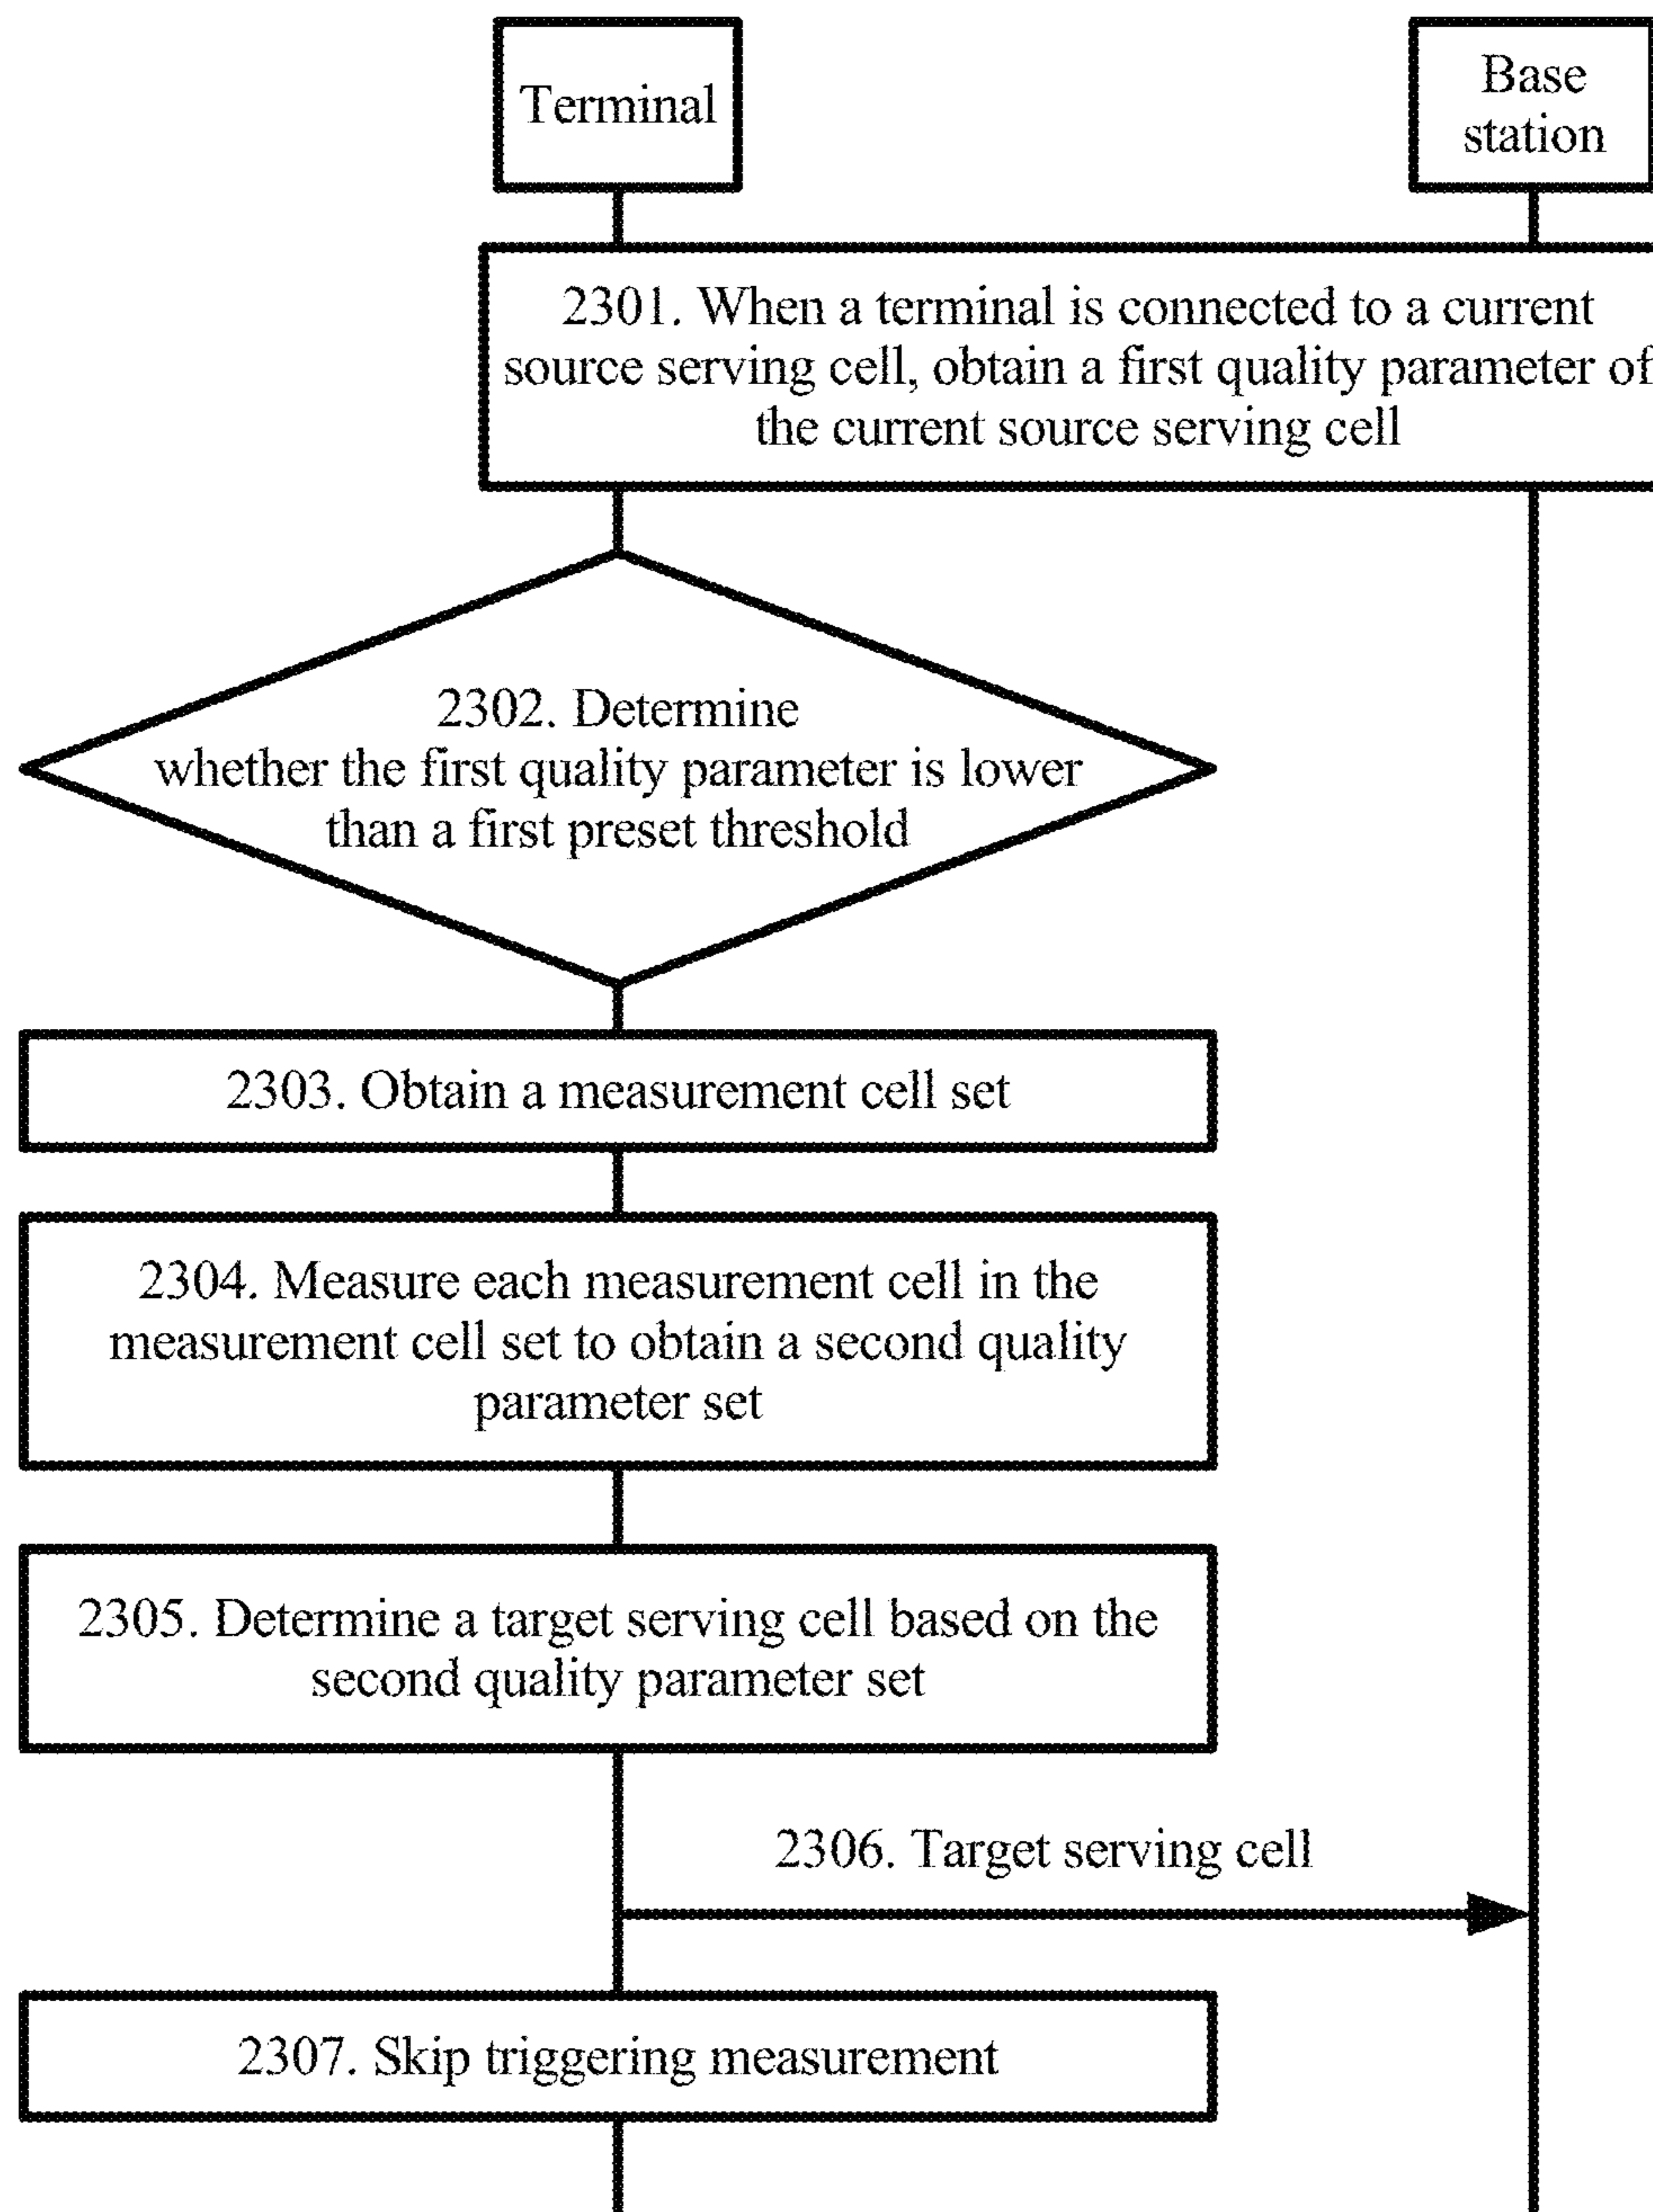 Terminal
Base
station
2301. When a terminal is connected to a current
source serving cell, obtain a first quality parameter of
the current source serving cell
2302. Determine
whether the first quality parameter is lower
than a first preset threshold
2303. Obtain a measurement cell set
2304. Measure each measurement cell in the
measurement cell set to obtain a second quality
parameter set
2305. Determine a target serving cell based on the
second quality parameter set
2306. Target serving cell
2307. Skip triggering measurement